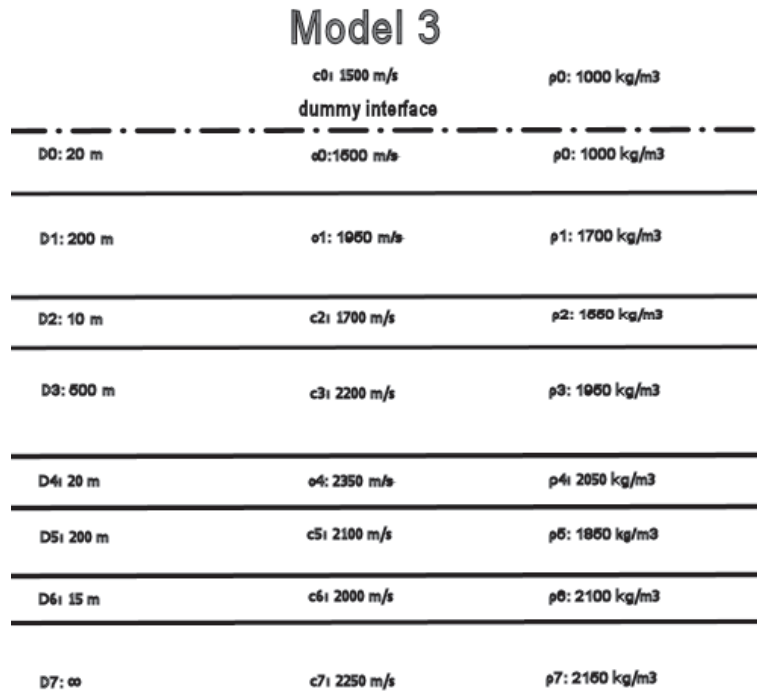 Model 3
c0: 1500 m/s ρ0: 1000 kg/m3
dummy interface
D0: 20 m c0:1500 m/s ρ0: 1000 kg/m3
D1: 200 m c1: 1950 m/s ρ1: 1700 kg/m3
D2: 10 m c2: 1700 m/s ρ2: 1550 kg/m3
D3: 500 m c3: 2200 m/s ρ3: 1950 kg/m3
D4: 20 m c4: 2350 m/s ρ4: 2050 kg/m3
D5: 200 m c5: 2100 m/s ρ5: 1850 kg/m3
D6: 15 m c6: 2000 m/s ρ6: 2100 kg/m3
D7: ∞ c7: 2250 m/s ρ7: 2150 kg/m3